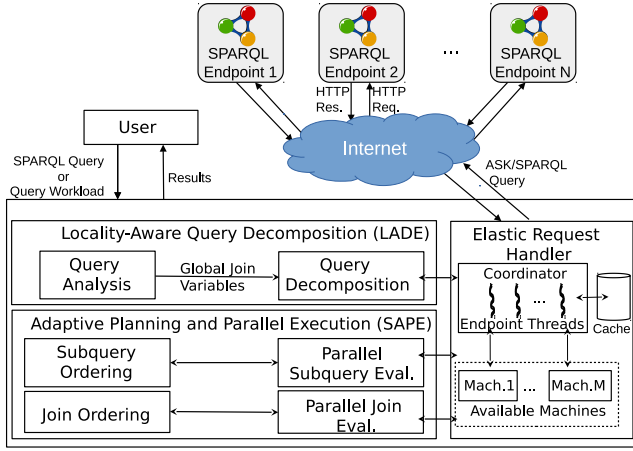 SPARQL
Endpoint 1
SPARQL
Endpoint 2
...
SPARQL
Endpoint N
HTTP
Res.
HTTP
Req.
User
Internet
SPARQL Query
or
Query Workload
Results
ASK/SPARQL
Query
Locality-Aware Query Decomposition (LADE)
Query
Analysis
Global Join
Variables
Query
Decomposition
Elastic Request
Handler
Coordinator
...
Endpoint Threads
Cache
Adaptive Planning and Parallel Execution (SAPE)
Subquery
Ordering
Parallel
Subquery Eval.
Join Ordering
Parallel Join
Eval.
Mach.1
...
Mach.M
Available Machines